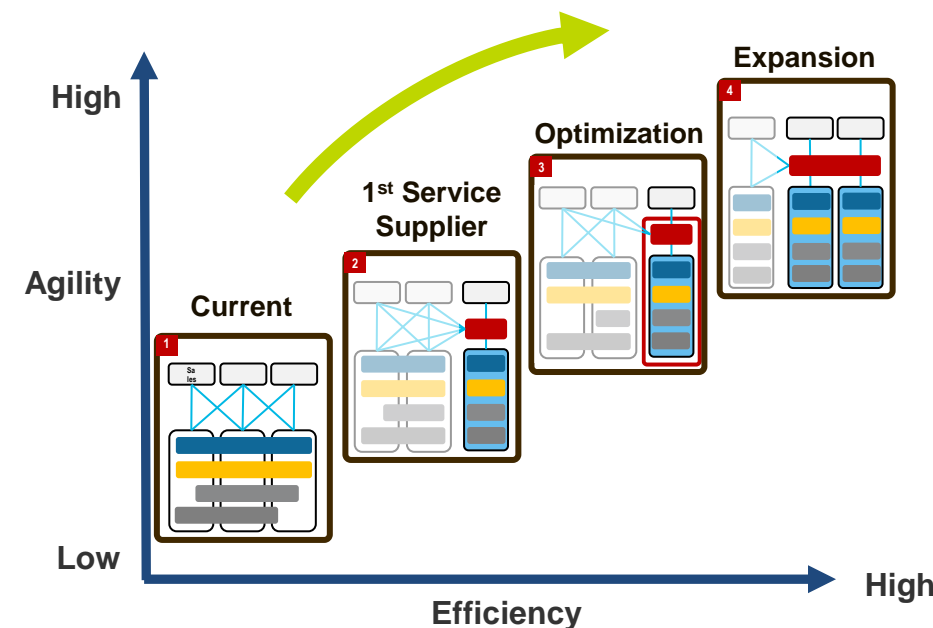 High
Agility
Low
Efficiency
High
Current
1
Sa
les
1st Service
Supplier
2
Optimization
3
Expansion
4